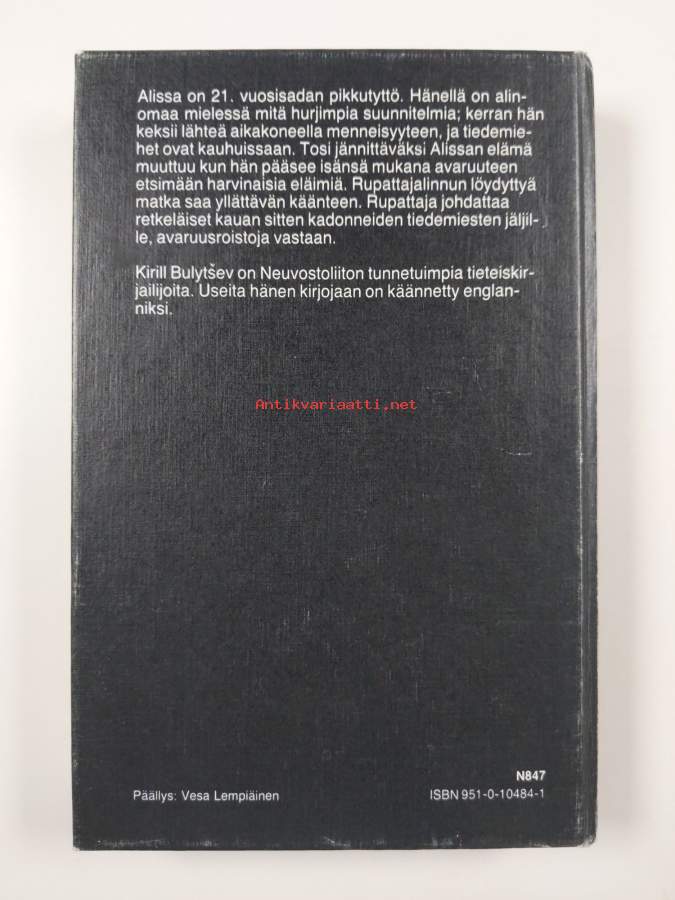 Alissa on 21. vuosisadan pikkutyttö. Hänellä on alin-
omaa mielessä mitä hurjimpia suunnitelmia; kerran hän
keksii lähteä aikakoneella menneisyyteen, ja tiedemie-
het ovat kauhuissaan. Tosi jännittäväksi Alissan elämä
muuttuu kun hän pääsee isänsä mukana avaruuteen
etsimään harvinaisia eläimiä. Rupattajalinnun löydyttyä
matka saa yllättävän käänteen. Rupattaja johdattaa
retkeläiset kauan sitten kadonneiden tiedemiesten jäljil-
le, avaruusroistoja vastaan.
Kirill Bulytšev on Neuvostoliiton tunnetuimpia tieteiskir-
jailijoita. Useita hänen kirjojaan on käännetty englan-
niksi.
Antikvariaatti.net
N847
Päällys: Vesa Lempiäinen
ISBN 951-0-10484-1